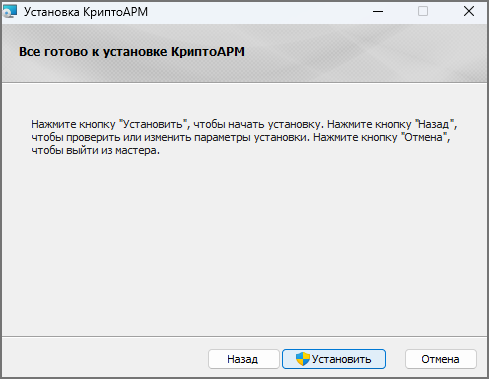 Установка КриптоАРМ
Все готово к установке КриптоАРМ
Нажмите кнопку "Установить", чтобы начать установку. Нажмите кнопку "Назад",
чтобы проверить или изменить параметры установки. Нажмите кнопку "Отмена",
чтобы выйти из мастера.
Назад
Установить
Отмена